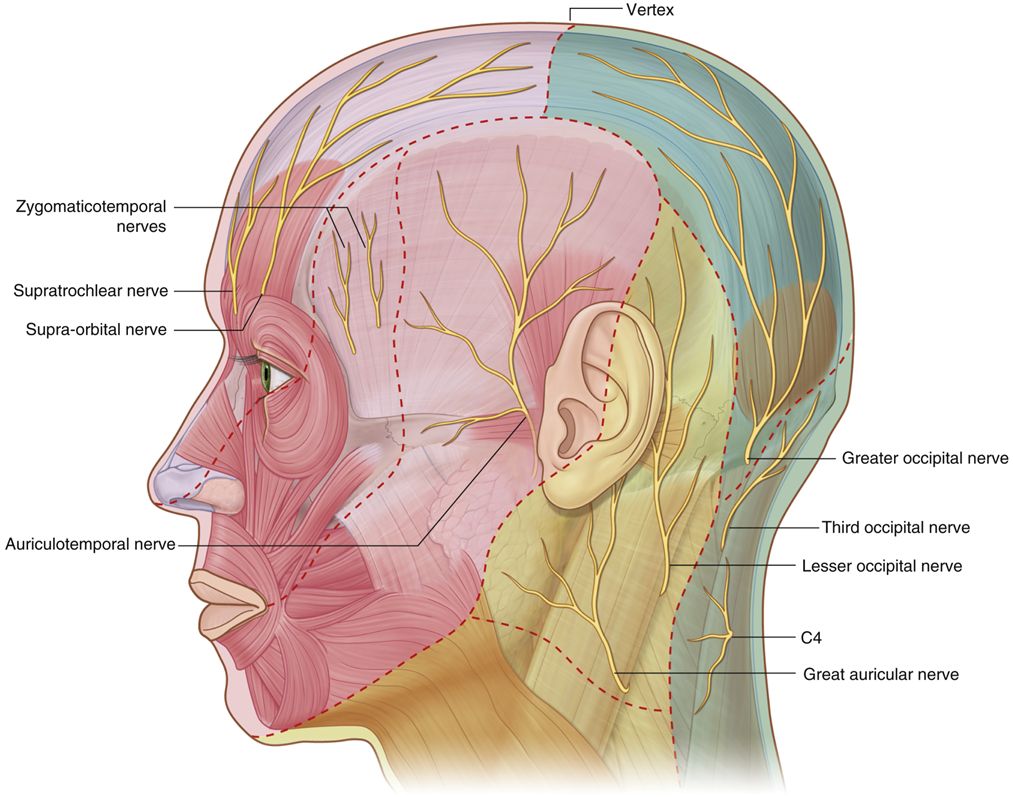 Vertex
Zygomaticotemporal
nerves
Supratrochlear nerve
Supra-orbital nerve
Greater occipital nerve
Third occipital nerve
Auriculotemporal nerve
Lesser occipital nerve
C4
Great auricular nerve